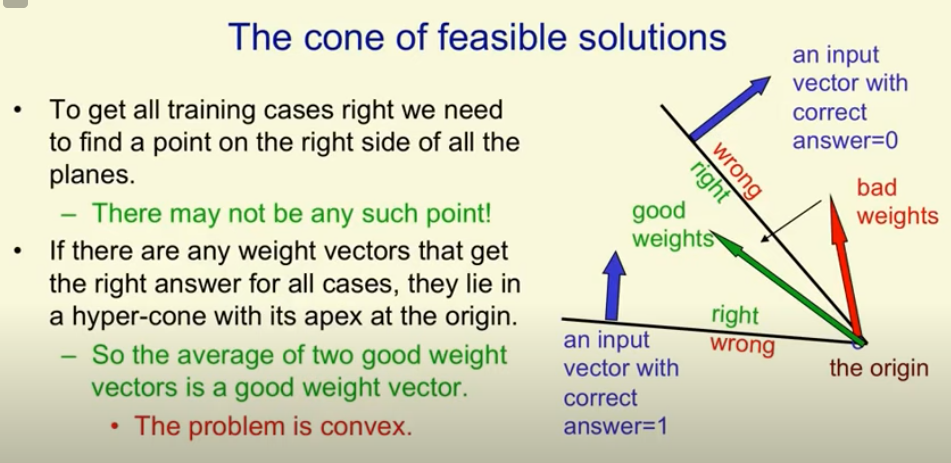 The cone of feasible solutions
• To get all training cases right we need
to find a point on the right side of all the
planes.
– There may not be any such point!
• If there are any weight vectors that get
the right answer for all cases, they lie in
a hyper-cone with its apex at the origin.
– So the average of two good weight
vectors is a good weight vector.
• The problem is convex.
an input
vector with
correct
answer=0
wrong
right
bad
weights
good
weights
right
wrong
an input
vector with
correct
answer=1
the origin